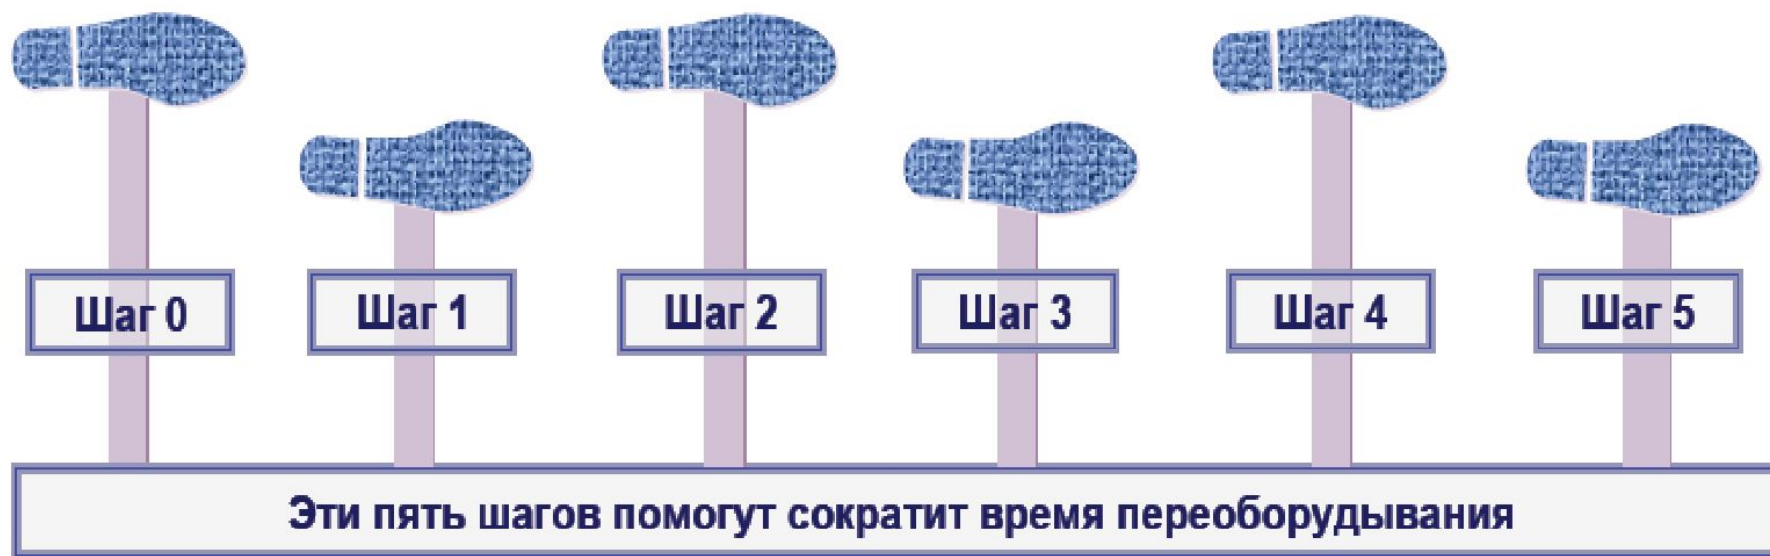 Шаг 0
Шаг 1
Шаг 2
Шаг 3
Шаг 4
Шаг 5
Эти пять шагов помогут сократит время переоборудывания